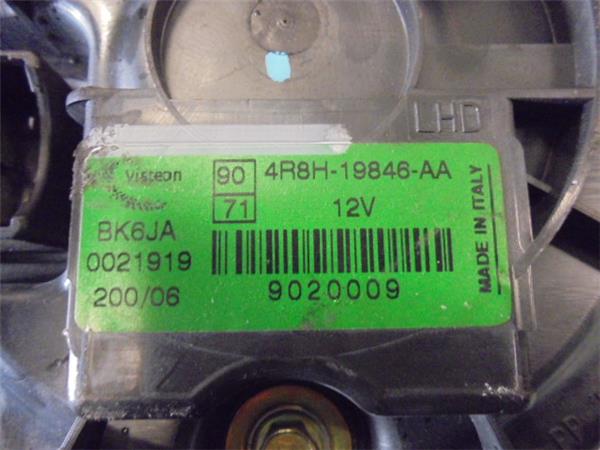 LHD
visteon
90
4R8H-19846-AA
71
12V
BK6JA
0021919
200/06
9020009
MADE IN ITALY